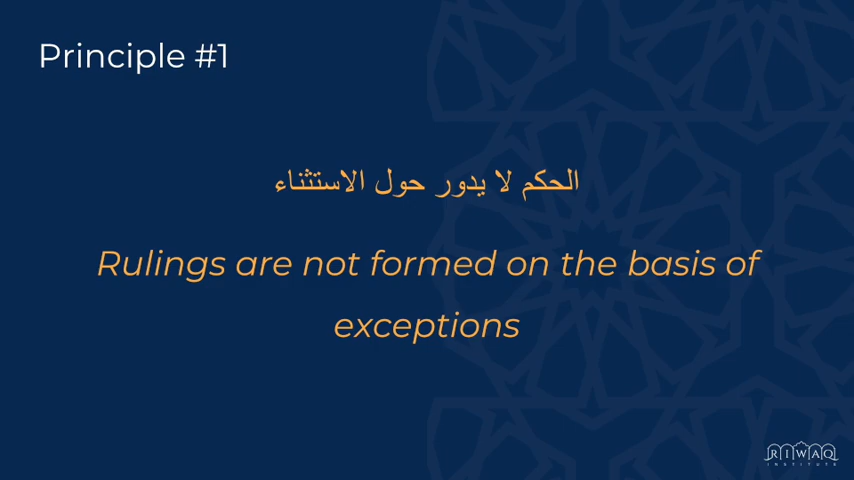 Principle #1
الحكم لا يدور حول الاستثناء
Rulings are not formed on the basis of
exceptions
RIWAQ
INSTITUTE